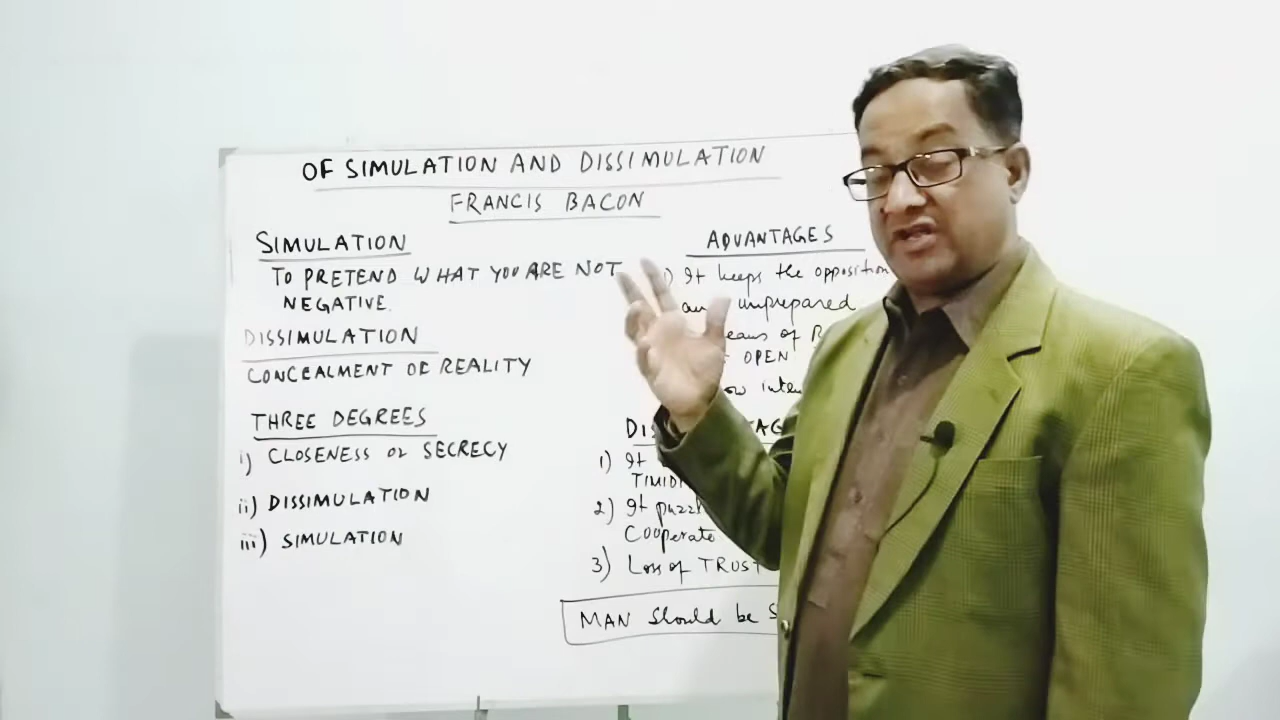 OF SIMULATION AND DISSIMULATION
FRANCIS BACON
SIMULATION
TO PRETEND WHAT YOU ARE NOT
NEGATIVE.
DISSIMULATION
CONCEALMENT OF REALITY
THREE DEGREES
i) CLOSENESS or SECRECY
ii) DISSIMULATION
iii) SIMULATION
ADVANTAGES
It keeps the opposition
unprepared
of
OPEN
1) It
2) It
Cooperate
3) Loss of TRUST
MAN should be